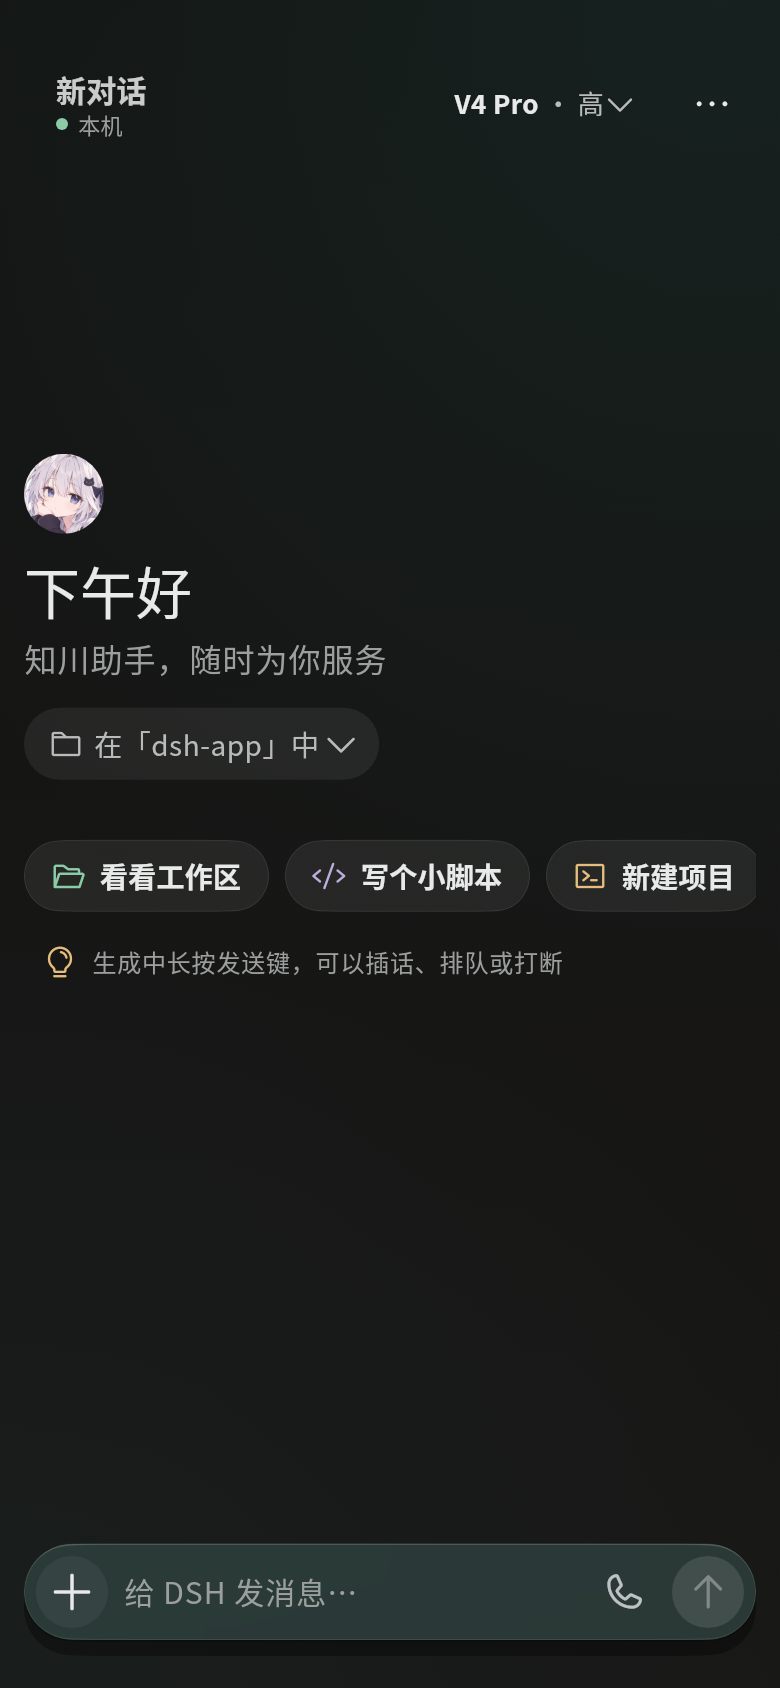 新对话
本机
V4 Pro · 高
下午好
知川助手，随时为你服务
在「dsh-app」中
看看工作区
写个小脚本
新建项目
生成中长按发送键，可以插话、排队或打断
给 DSH 发消息…